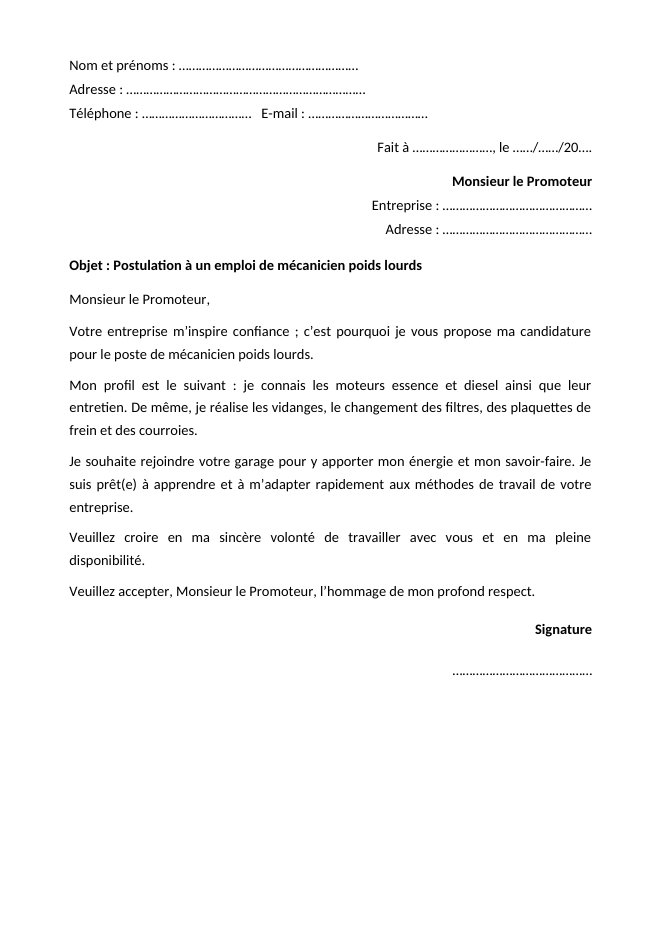 Nom et prénoms : ……………………………………………….
Adresse : ……………………………………………………………….
Téléphone : ……………………………  E-mail : ………………………………
Fait à ……………………, le ……/……/20….
Monsieur le Promoteur
Entreprise : ………………………………………
Adresse : ………………………………………
Objet : Postulation à un emploi de mécanicien poids lourds
Monsieur le Promoteur,
Votre entreprise m’inspire confiance ; c’est pourquoi je vous propose ma candidature
pour le poste de mécanicien poids lourds.
Mon profil est le suivant : je connais les moteurs essence et diesel ainsi que leur
entretien. De même, je réalise les vidanges, le changement des filtres, des plaquettes de
frein et des courroies.
Je souhaite rejoindre votre garage pour y apporter mon énergie et mon savoir-faire. Je
suis prêt(e) à apprendre et à m’adapter rapidement aux méthodes de travail de votre
entreprise.
Veuillez croire en ma sincère volonté de travailler avec vous et en ma pleine
disponibilité.
Veuillez accepter, Monsieur le Promoteur, l’hommage de mon profond respect.
Signature
……………………………………